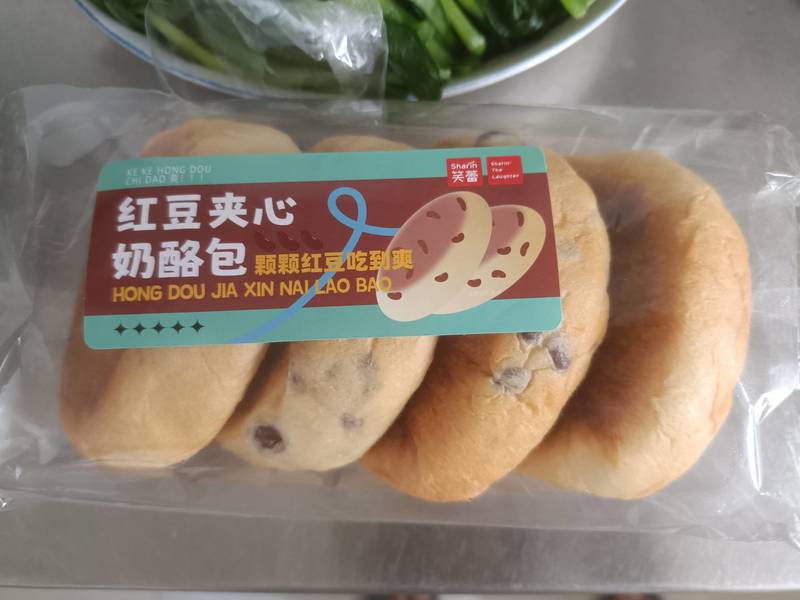 KE KE HONG DOU
CHI DAO 爽！！！
Sharin
笑蕾
Sharin'
The
Laughter
红豆夹心
奶酪包
颗颗红豆吃到爽
HONG DOU JIA XIN NAI LAO BAO